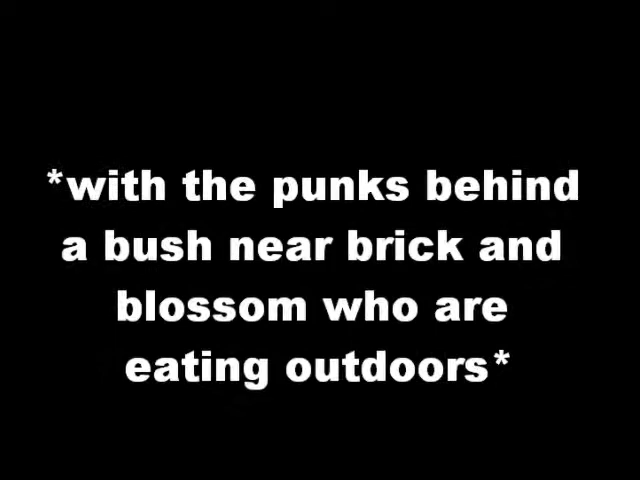 *with the punks behind
a bush near brick and
blossom who are
eating outdoors*